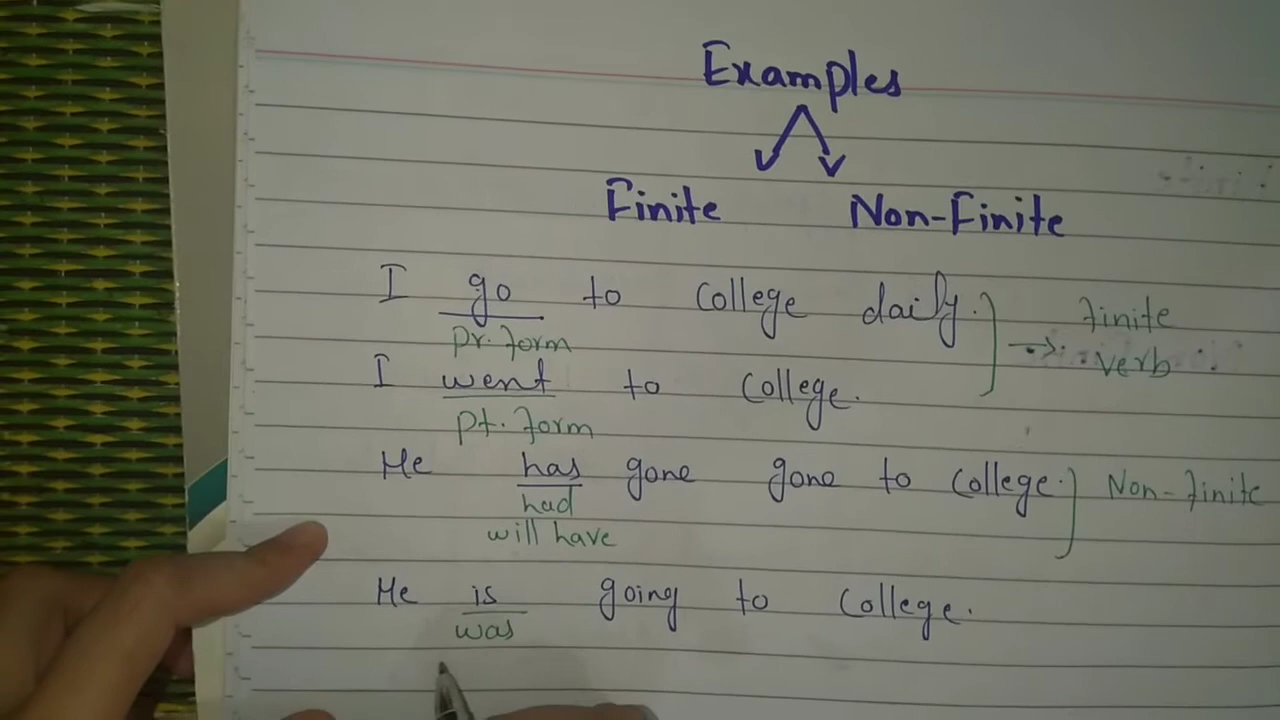 Examples
Finite Non-Finite
I go to College daily. → finite
pr. form verb
I went to College.
pt. form
He has gone gone to College. Non-finite
had
will have
He is going to College.
was